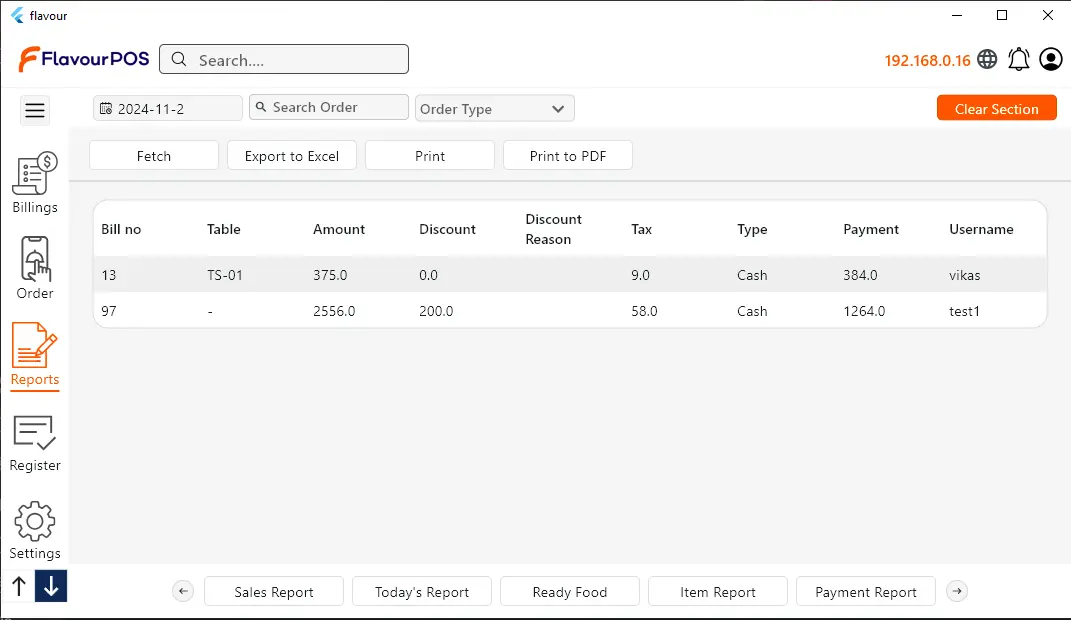 flavour
FlavourPOS
Search....
192.168.0.16
2024-11-2
Search Order
Order Type
Clear Section
Fetch
Export to Excel
Print
Print to PDF
Billings
Order
Reports
Register
Settings
Bill no Table Amount Discount Discount Reason Tax Type Payment Username
13 TS-01 375.0 0.0 9.0 Cash 384.0 vikas
97 - 2556.0 200.0 58.0 Cash 1264.0 test1
Sales Report
Today's Report
Ready Food
Item Report
Payment Report